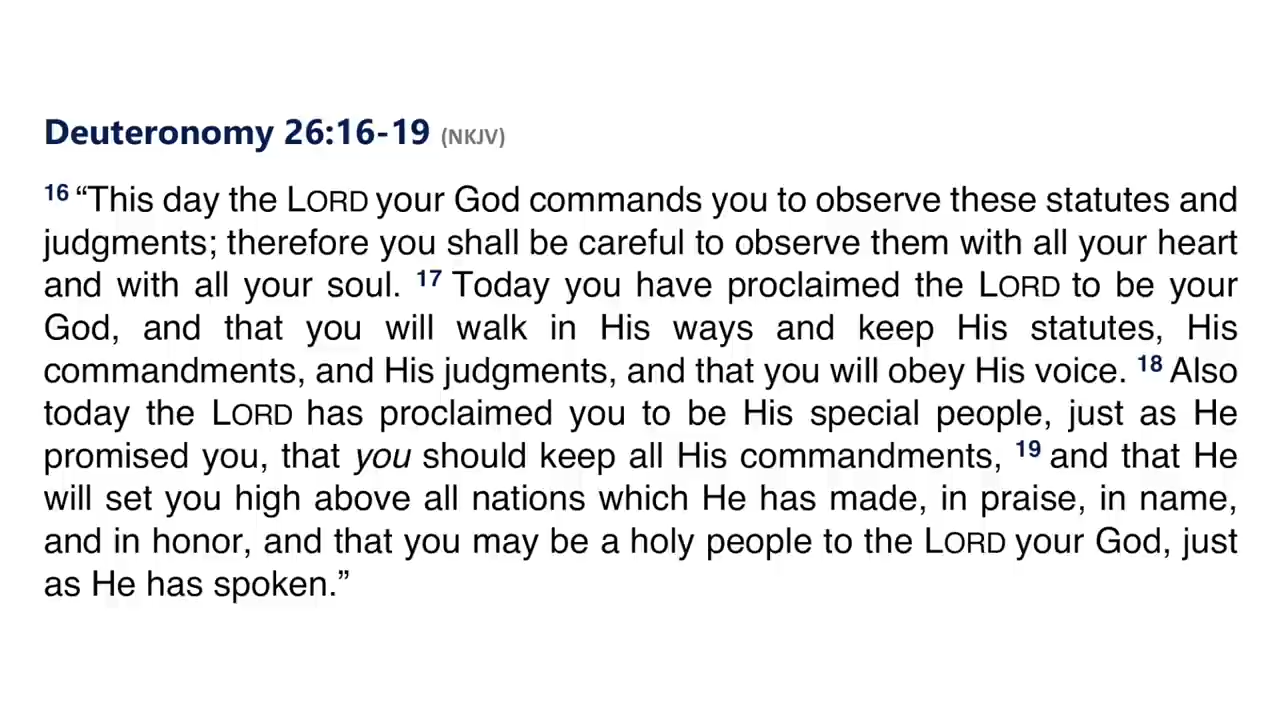 Deuteronomy 26:16-19 (NKJV)
16 “This day the LORD your God commands you to observe these statutes and
judgments; therefore you shall be careful to observe them with all your heart
and with all your soul. 17 Today you have proclaimed the LORD to be your
God, and that you will walk in His ways and keep His statutes, His
commandments, and His judgments, and that you will obey His voice. 18 Also
today the LORD has proclaimed you to be His special people, just as He
promised you, that you should keep all His commandments, 19 and that He
will set you high above all nations which He has made, in praise, in name,
and in honor, and that you may be a holy people to the LORD your God, just
as He has spoken.”